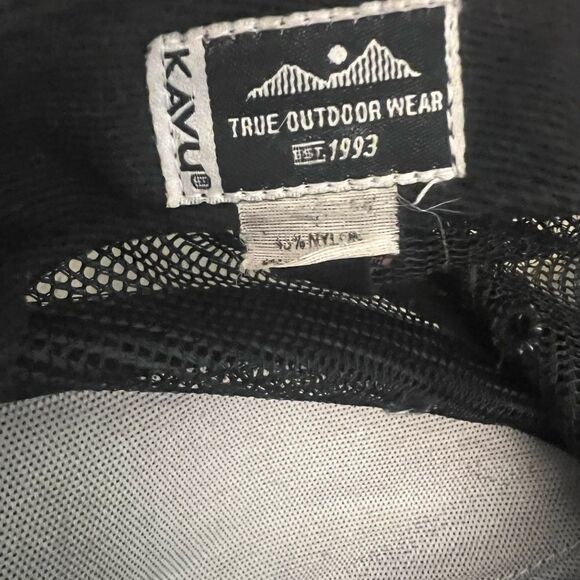 KAVU
TRUE OUTDOOR WEAR
EST. 1993
NYLON